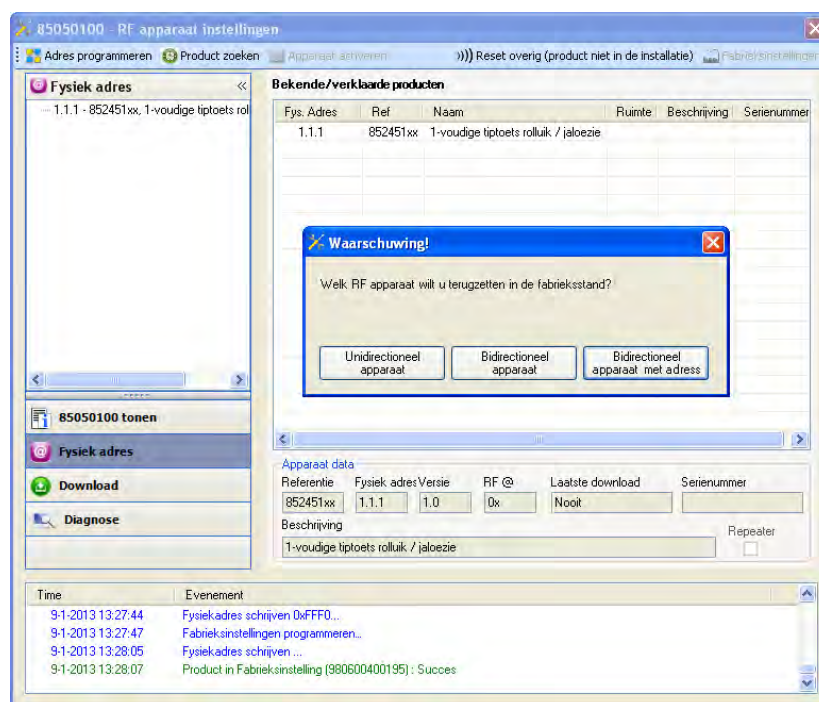 85050100 - RF apparaat instellingen
Adres programmeren Product zoeken Apparaat activeren )))) Reset overig (product niet in de installatie) Fabrieksinstellingen
Fysiek adres «
1.1.1 - 852451xx, 1-voudige tiptoets rol
85050100 tonen
Fysiek adres
Download
Diagnose
Bekende/verklaarde producten
Fys. Adres Ref Naam Ruimte Beschrijving Serienummer
1.1.1 852451xx 1-voudige tiptoets rolluik / jaloezie
Waarschuwing!
Welk RF apparaat wilt u terugzetten in de fabrieksstand?
Unidirectioneel apparaat
Bidirectioneel apparaat
Bidirectioneel apparaat met adress
Apparaat data
Referentie Fysiek adres Versie RF @ Laatste download Serienummer
852451xx 1.1.1 1.0 0x Nooit
Beschrijving
1-voudige tiptoets rolluik / jaloezie
Repeater
Time Evenement
9-1-2013 13:27:44 Fysiekadres schrijven 0xFFF0...
9-1-2013 13:27:47 Fabrieksinstellingen programmeren...
9-1-2013 13:28:05 Fysiekadres schrijven ...
9-1-2013 13:28:07 Product in Fabrieksinstelling (980600400195) : Succes